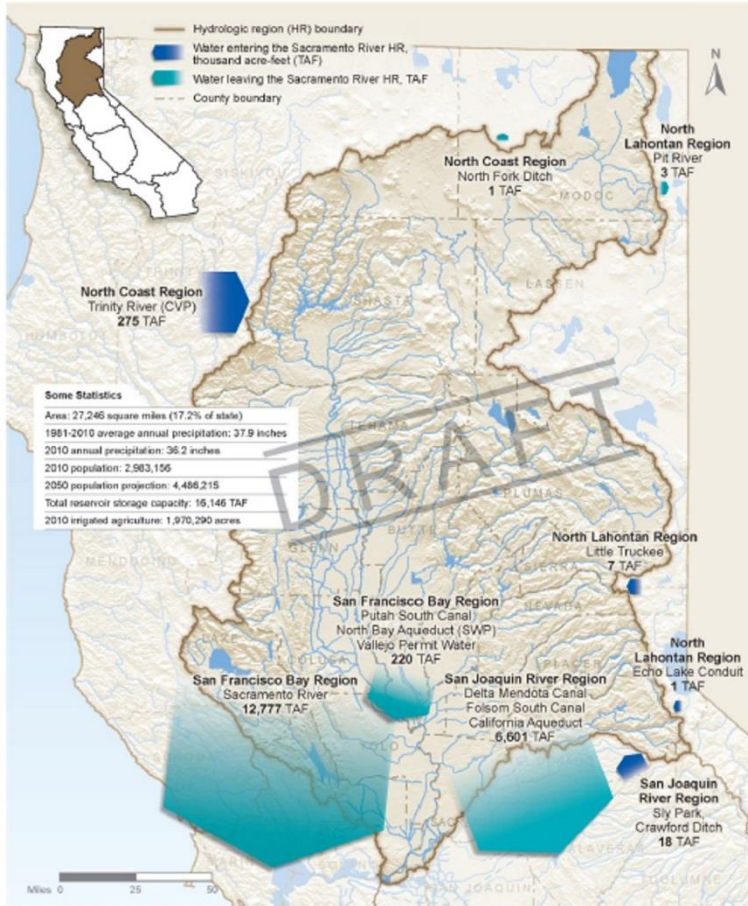 Hydrologic region (HR) boundary
Water entering the Sacramento River HR,
thousand acre-feet (TAF)
Water leaving the Sacramento River HR, TAF
County boundary
N
SISKIYOU
MODOC
North Coast Region
North Fork Ditch
1 TAF
North
Lahontan Region
Pit River
3 TAF
TRINITY
North Coast Region
Trinity River (CVP)
275 TAF
SHASTA
LASSEN
HUMBOLDT
Some Statistics
Area: 27,246 square miles (17.2% of state)
1981-2010 average annual precipitation: 37.9 inches
2010 annual precipitation: 36.2 inches
2010 population: 2,983,156
2050 population projection: 4,486,215
Total reservoir storage capacity: 16,146 TAF
2010 irrigated agriculture: 1,970,290 acres
TEHAMA
DRAFT
PLUMAS
BUTTE
GLENN
MENDOCINO
North Lahontan Region
Little Truckee
7 TAF
SIERRA
NEVADA
San Francisco Bay Region
Putah South Canal
North Bay Aqueduct (SWP)
Vallejo Permit Water
220 TAF
LAKE
COLUSA
PLACER
North
Lahontan Region
Echo Lake Conduit
1 TAF
San Francisco Bay Region
Sacramento River
12,777 TAF
San Joaquin River Region
Delta Mendota Canal
Folsom South Canal
California Aqueduct
6,601 TAF
YOLO
San Joaquin
River Region
Sly Park,
Crawford Ditch
18 TAF
CALAVERAS
TUOLUMNE
SAN JOAQUIN
Miles 0 25 50